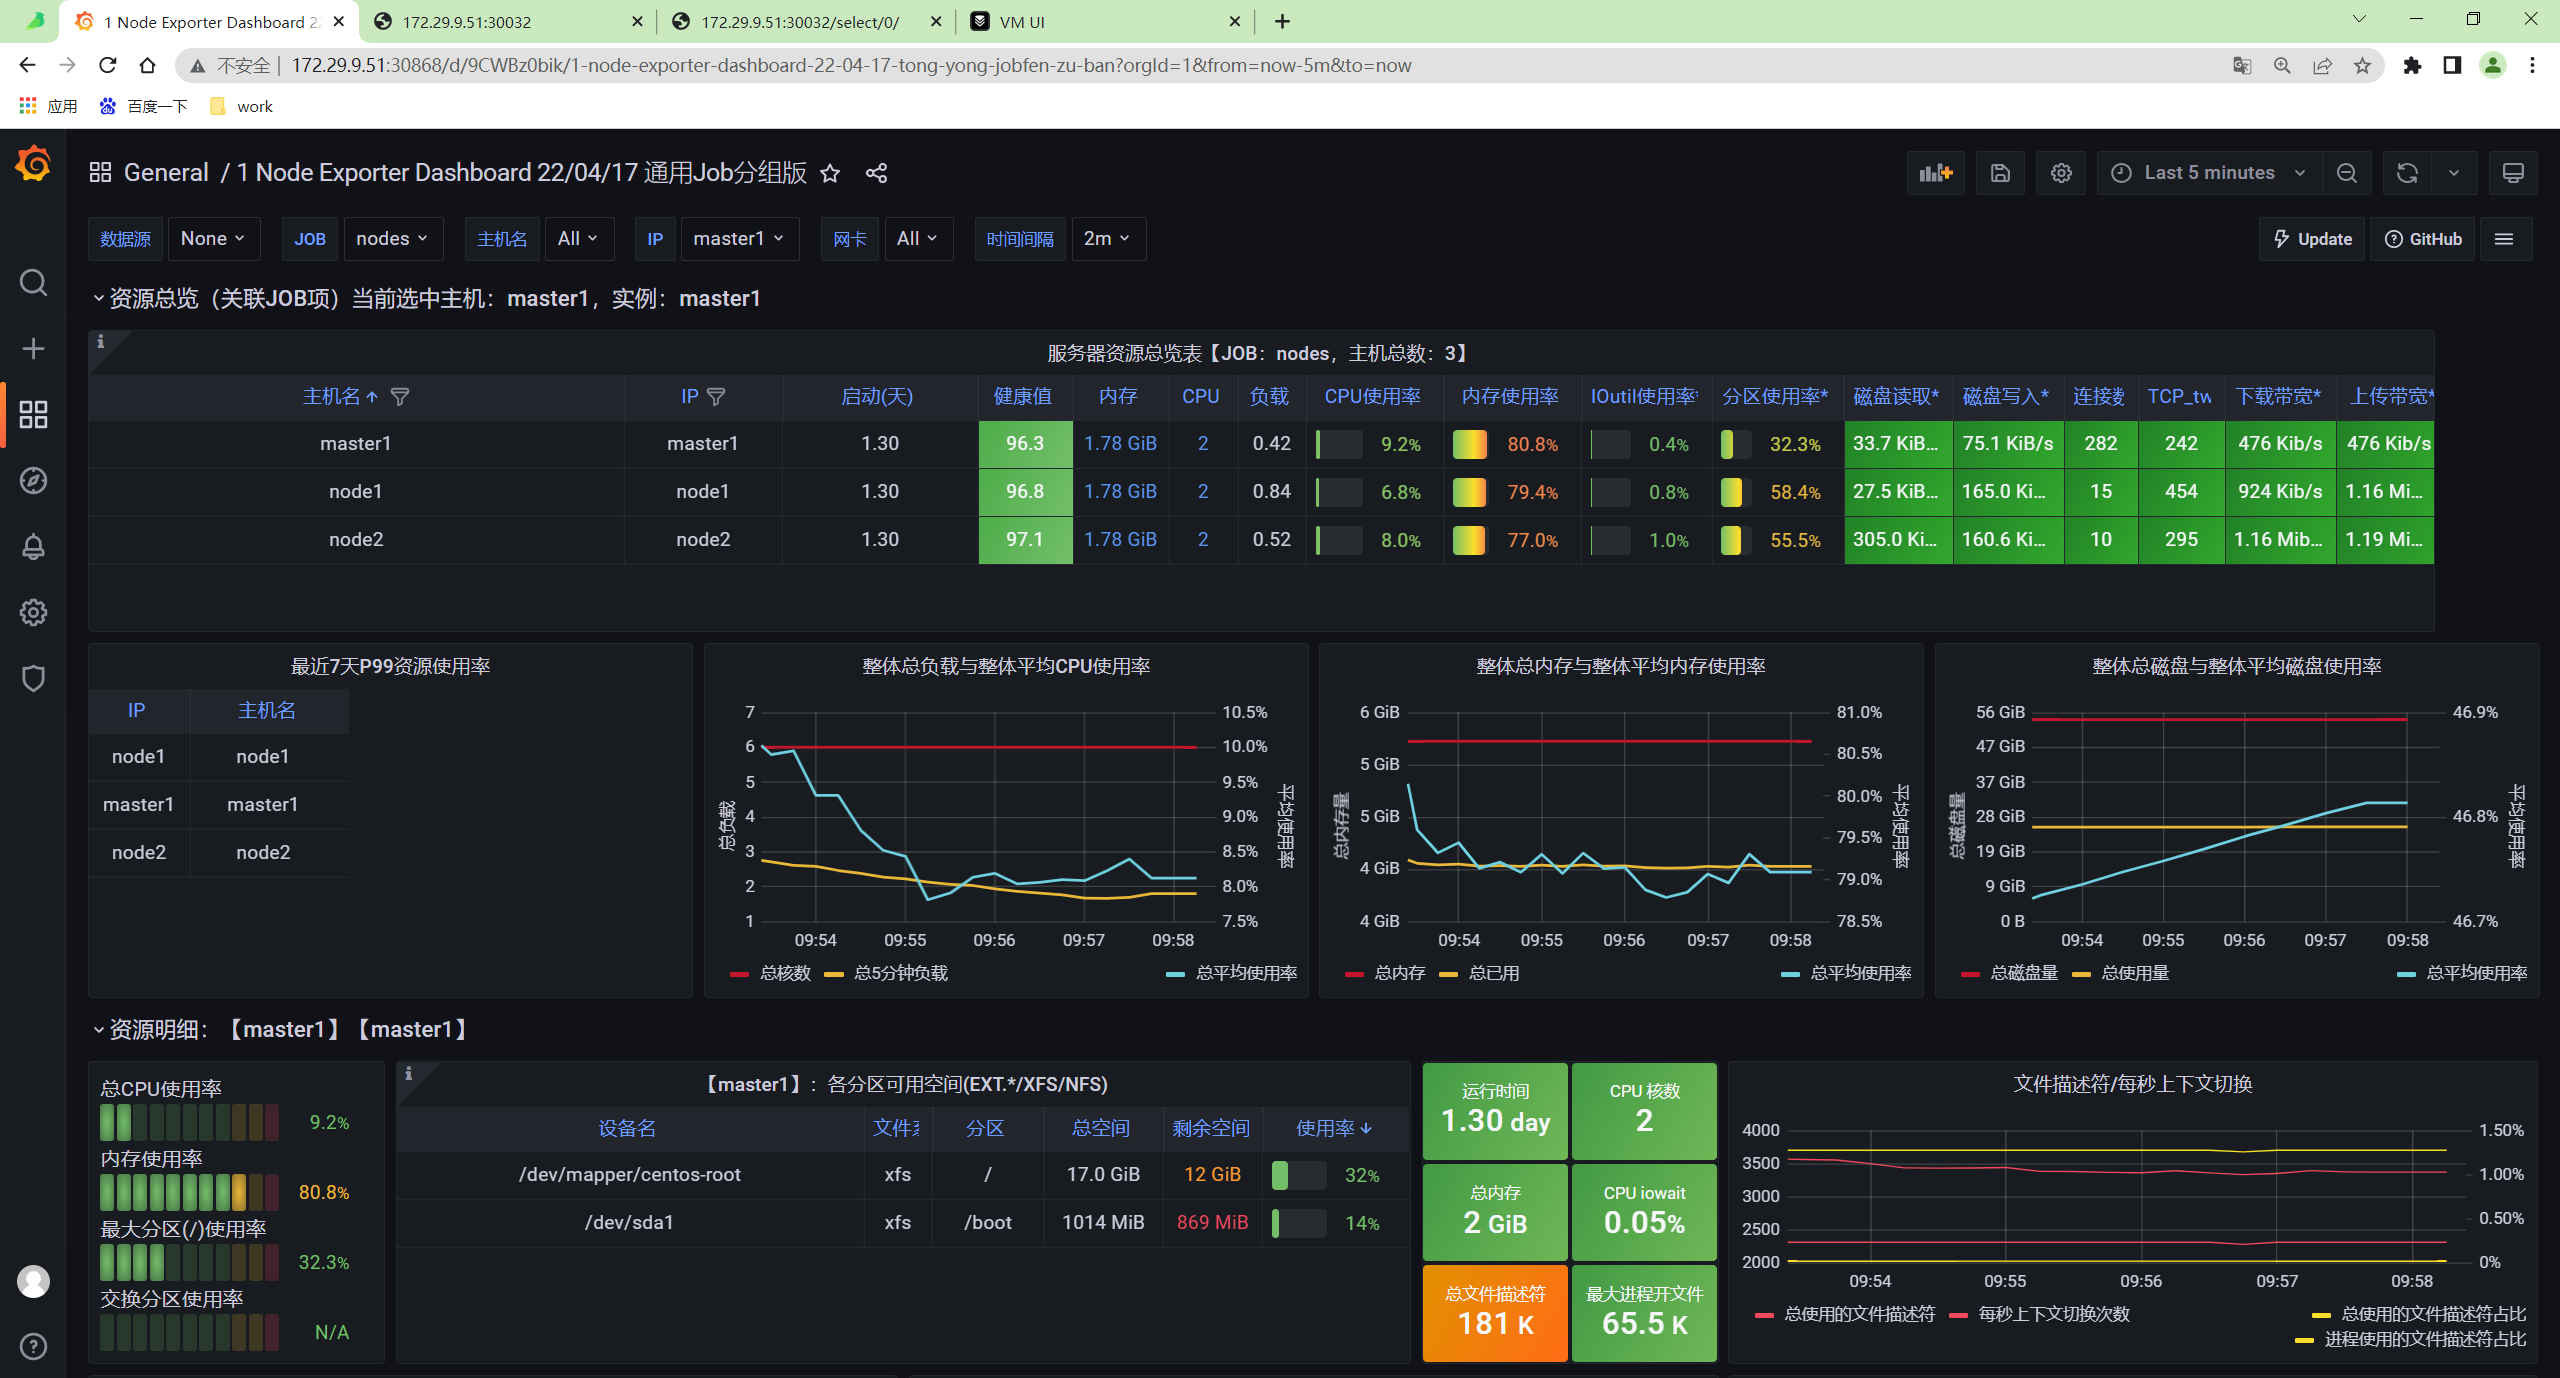 1 Node Exporter Dashboard 22
172.29.9.51:30032
172.29.9.51:30032/select/0/
VM UI
不安全
172.29.9.51:30868/d/9CWBz0bik/1-node-exporter-dashboard-22-04-17-tong-yong-jobfen-zu-ban?orgId=1&from=now-5m&to=now
应用
百度一下
work
General / 1 Node Exporter Dashboard 22/04/17 通用Job分组版
Last 5 minutes
数据源 None JOB nodes 主机名 All IP master1 网卡 All 时间间隔 2m
Update
GitHub
资源总览（关联JOB项）当前选中主机：master1，实例：master1
服务器资源总览表【JOB：nodes，主机总数：3】
主机名 IP 启动(天) 健康值 内存 CPU 负载 CPU使用率 内存使用率 IOutil使用率* 分区使用率* 磁盘读取* 磁盘写入* 连接数 TCP_tw 下载带宽* 上传带宽*
master1 master1 1.30 96.3 1.78 GiB 2 0.42 9.2% 80.8% 0.4% 32.3% 33.7 KiB... 75.1 KiB/s 282 242 476 Kib/s 476 Kib/s
node1 node1 1.30 96.8 1.78 GiB 2 0.84 6.8% 79.4% 0.8% 58.4% 27.5 KiB... 165.0 Ki... 15 454 924 Kib/s 1.16 Mi...
node2 node2 1.30 97.1 1.78 GiB 2 0.52 8.0% 77.0% 1.0% 55.5% 305.0 Ki... 160.6 Ki... 10 295 1.16 Mib... 1.19 Mi...
最近7天P99资源使用率
IP 主机名
node1 node1
master1 master1
node2 node2
整体总负载与整体平均CPU使用率
7 10.5%
6 10.0%
5 9.5%
4 9.0%
3 8.5%
2 8.0%
1 7.5%
总负载
平均使用率
09:54 09:55 09:56 09:57 09:58
总核数 总5分钟负载 总平均使用率
整体总内存与整体平均内存使用率
6 GiB
5 GiB
5 GiB
4 GiB
4 GiB
81.0%
80.5%
80.0%
79.5%
79.0%
78.5%
总内存量
平均使用率
09:54 09:55 09:56 09:57 09:58
总内存 总已用 总平均使用率
整体总磁盘与整体平均磁盘使用率
56 GiB
47 GiB
37 GiB
28 GiB
19 GiB
9 GiB
0 B
46.9%
46.8%
46.7%
总磁盘量
平均使用率
09:54 09:55 09:56 09:57 09:58
总磁盘量 总使用量 总平均使用率
资源明细：【master1】【master1】
总CPU使用率
9.2%
内存使用率
80.8%
最大分区(/)使用率
32.3%
交换分区使用率
N/A
【master1】：各分区可用空间(EXT.*/XFS/NFS)
设备名 文件系 分区 总空间 剩余空间 使用率
/dev/mapper/centos-root xfs / 17.0 GiB 12 GiB 32%
/dev/sda1 xfs /boot 1014 MiB 869 MiB 14%
运行时间
1.30 day
CPU 核数
2
总内存
2 GiB
CPU iowait
0.05%
总文件描述符
181 K
最大进程开文件
65.5 K
文件描述符/每秒上下文切换
4000
3500
3000
2500
2000
1.50%
1.00%
0.50%
0%
09:54 09:55 09:56 09:57 09:58
总使用的文件描述符 每秒上下文切换次数 总使用的文件描述符占比
进程使用的文件描述符占比